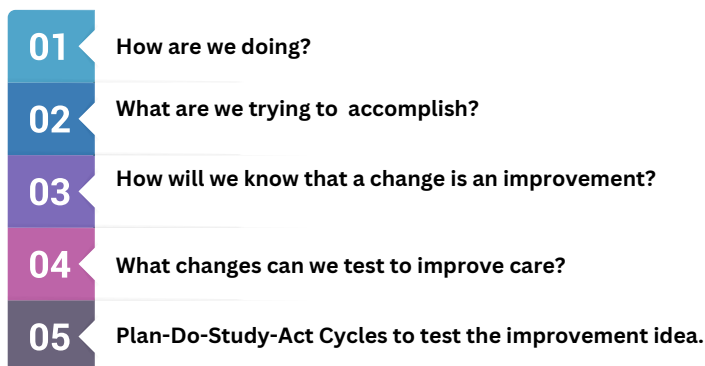 01 How are we doing?
02 What are we trying to  accomplish?
03 How will we know that a change is an improvement?
04 What changes can we test to improve care?
05 Plan-Do-Study-Act Cycles to test the improvement idea.